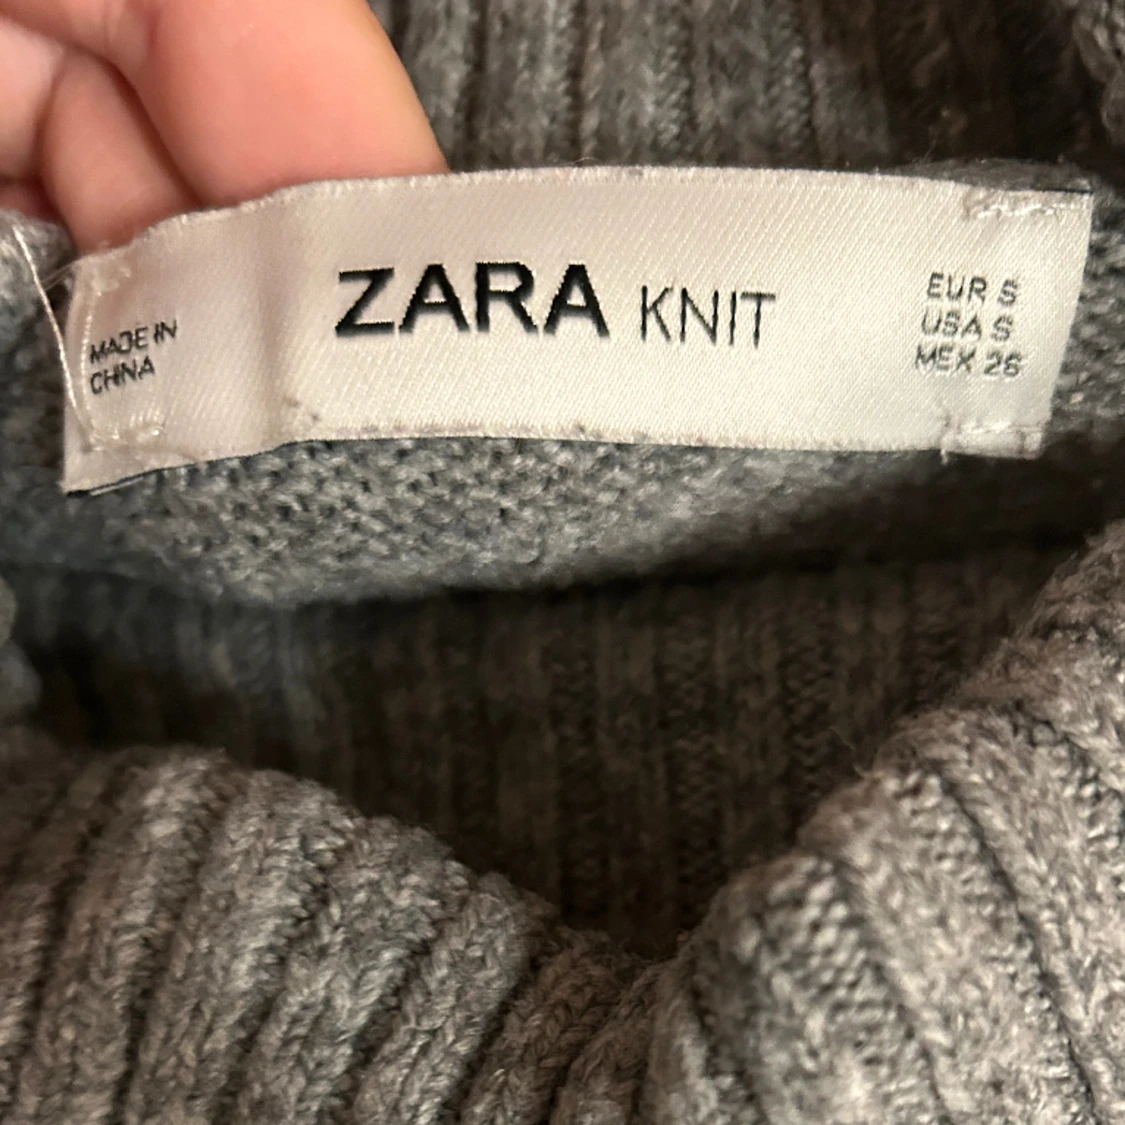 MADE IN
CHINA
ZARA KNIT
EUR S
USA S
MEX 26